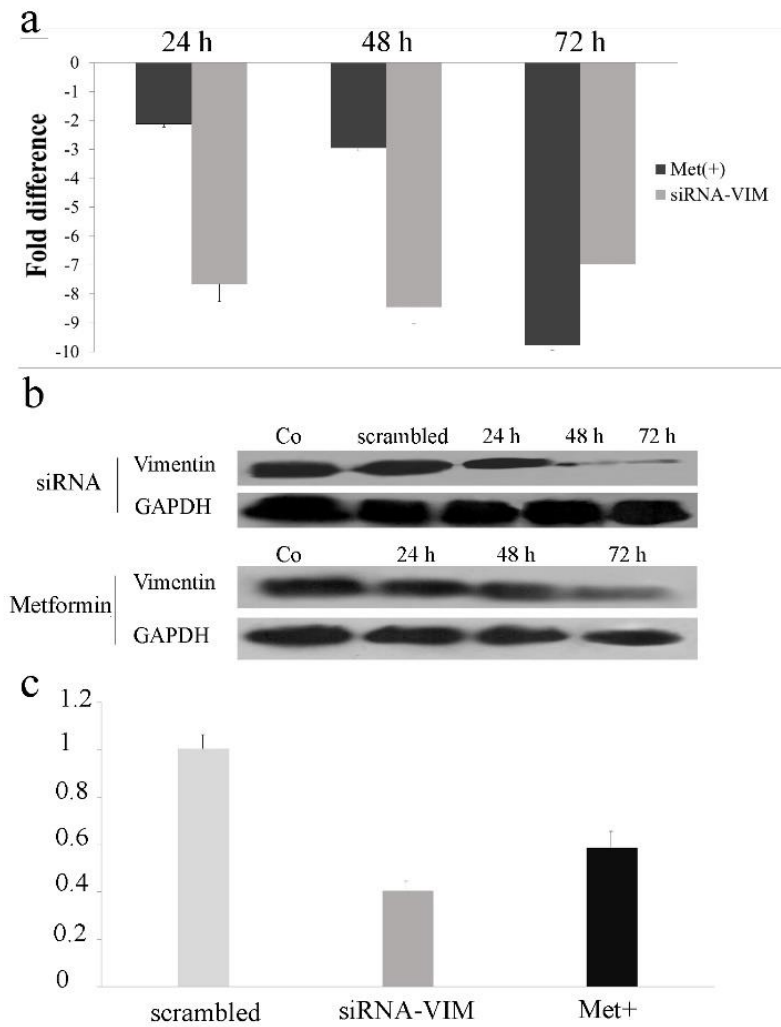 a
24 h 48 h 72 h
0
-1
-2
-3
-4
-5
-6
-7
-8
-9
-10
Fold difference
Met(+)
siRNA-VIM
b
Co scrambled 24 h 48 h 72 h
siRNA
Vimentin
GAPDH
Co 24 h 48 h 72 h
Metformin
Vimentin
GAPDH
c
1.2
1
0.8
0.6
0.4
0.2
0
scrambled siRNA-VIM Met+